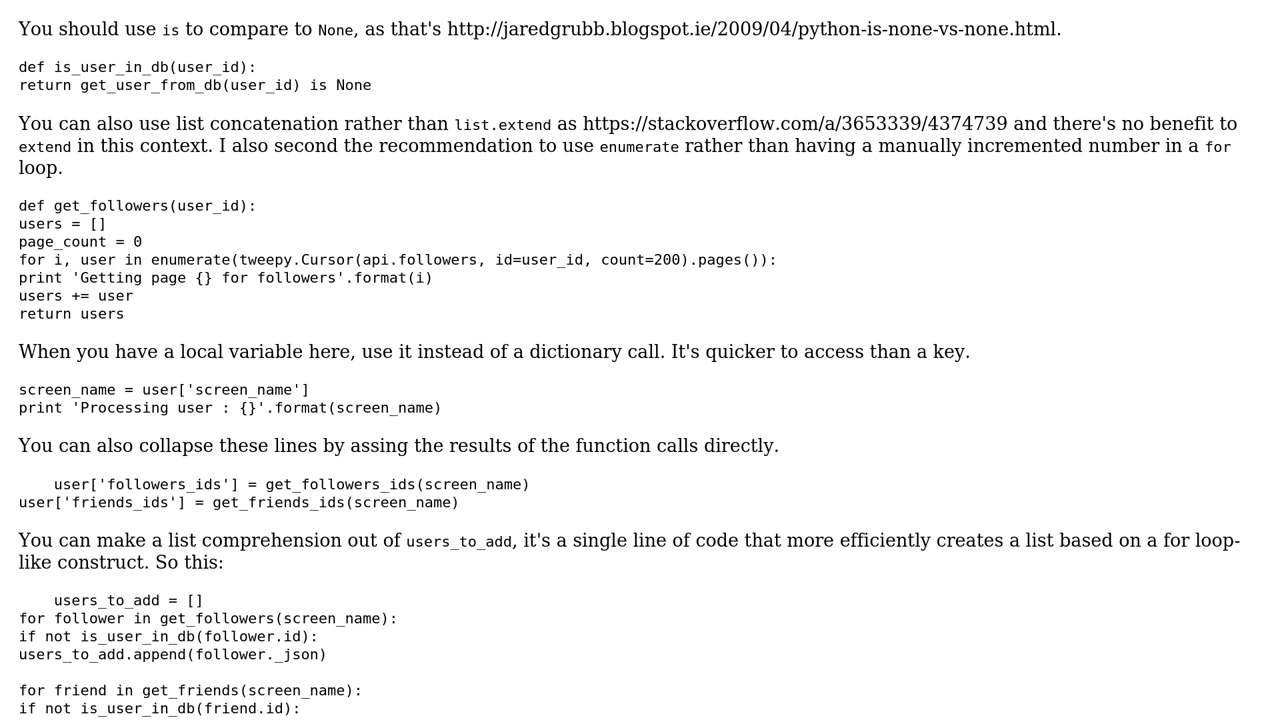 You should use is to compare to None, as that's http://jaredgrubb.blogspot.ie/2009/04/python-is-none-vs-none.html.
def is_user_in_db(user_id):
return get_user_from_db(user_id) is None
You can also use list concatenation rather than list.extend as https://stackoverflow.com/a/3653339/4374739 and there's no benefit to
extend in this context. I also second the recommendation to use enumerate rather than having a manually incremented number in a for
loop.
def get_followers(user_id):
users = []
page_count = 0
for i, user in enumerate(tweepy.Cursor(api.followers, id=user_id, count=200).pages()):
print 'Getting page {} for followers'.format(i)
users += user
return users
When you have a local variable here, use it instead of a dictionary call. It's quicker to access than a key.
screen_name = user['screen_name']
print 'Processing user : {}'.format(screen_name)
You can also collapse these lines by assing the results of the function calls directly.
user['followers_ids'] = get_followers_ids(screen_name)
user['friends_ids'] = get_friends_ids(screen_name)
You can make a list comprehension out of users_to_add, it's a single line of code that more efficiently creates a list based on a for loop-
like construct. So this:
users_to_add = []
for follower in get_followers(screen_name):
if not is_user_in_db(follower.id):
users_to_add.append(follower._json)
for friend in get_friends(screen_name):
if not is_user_in_db(friend.id):